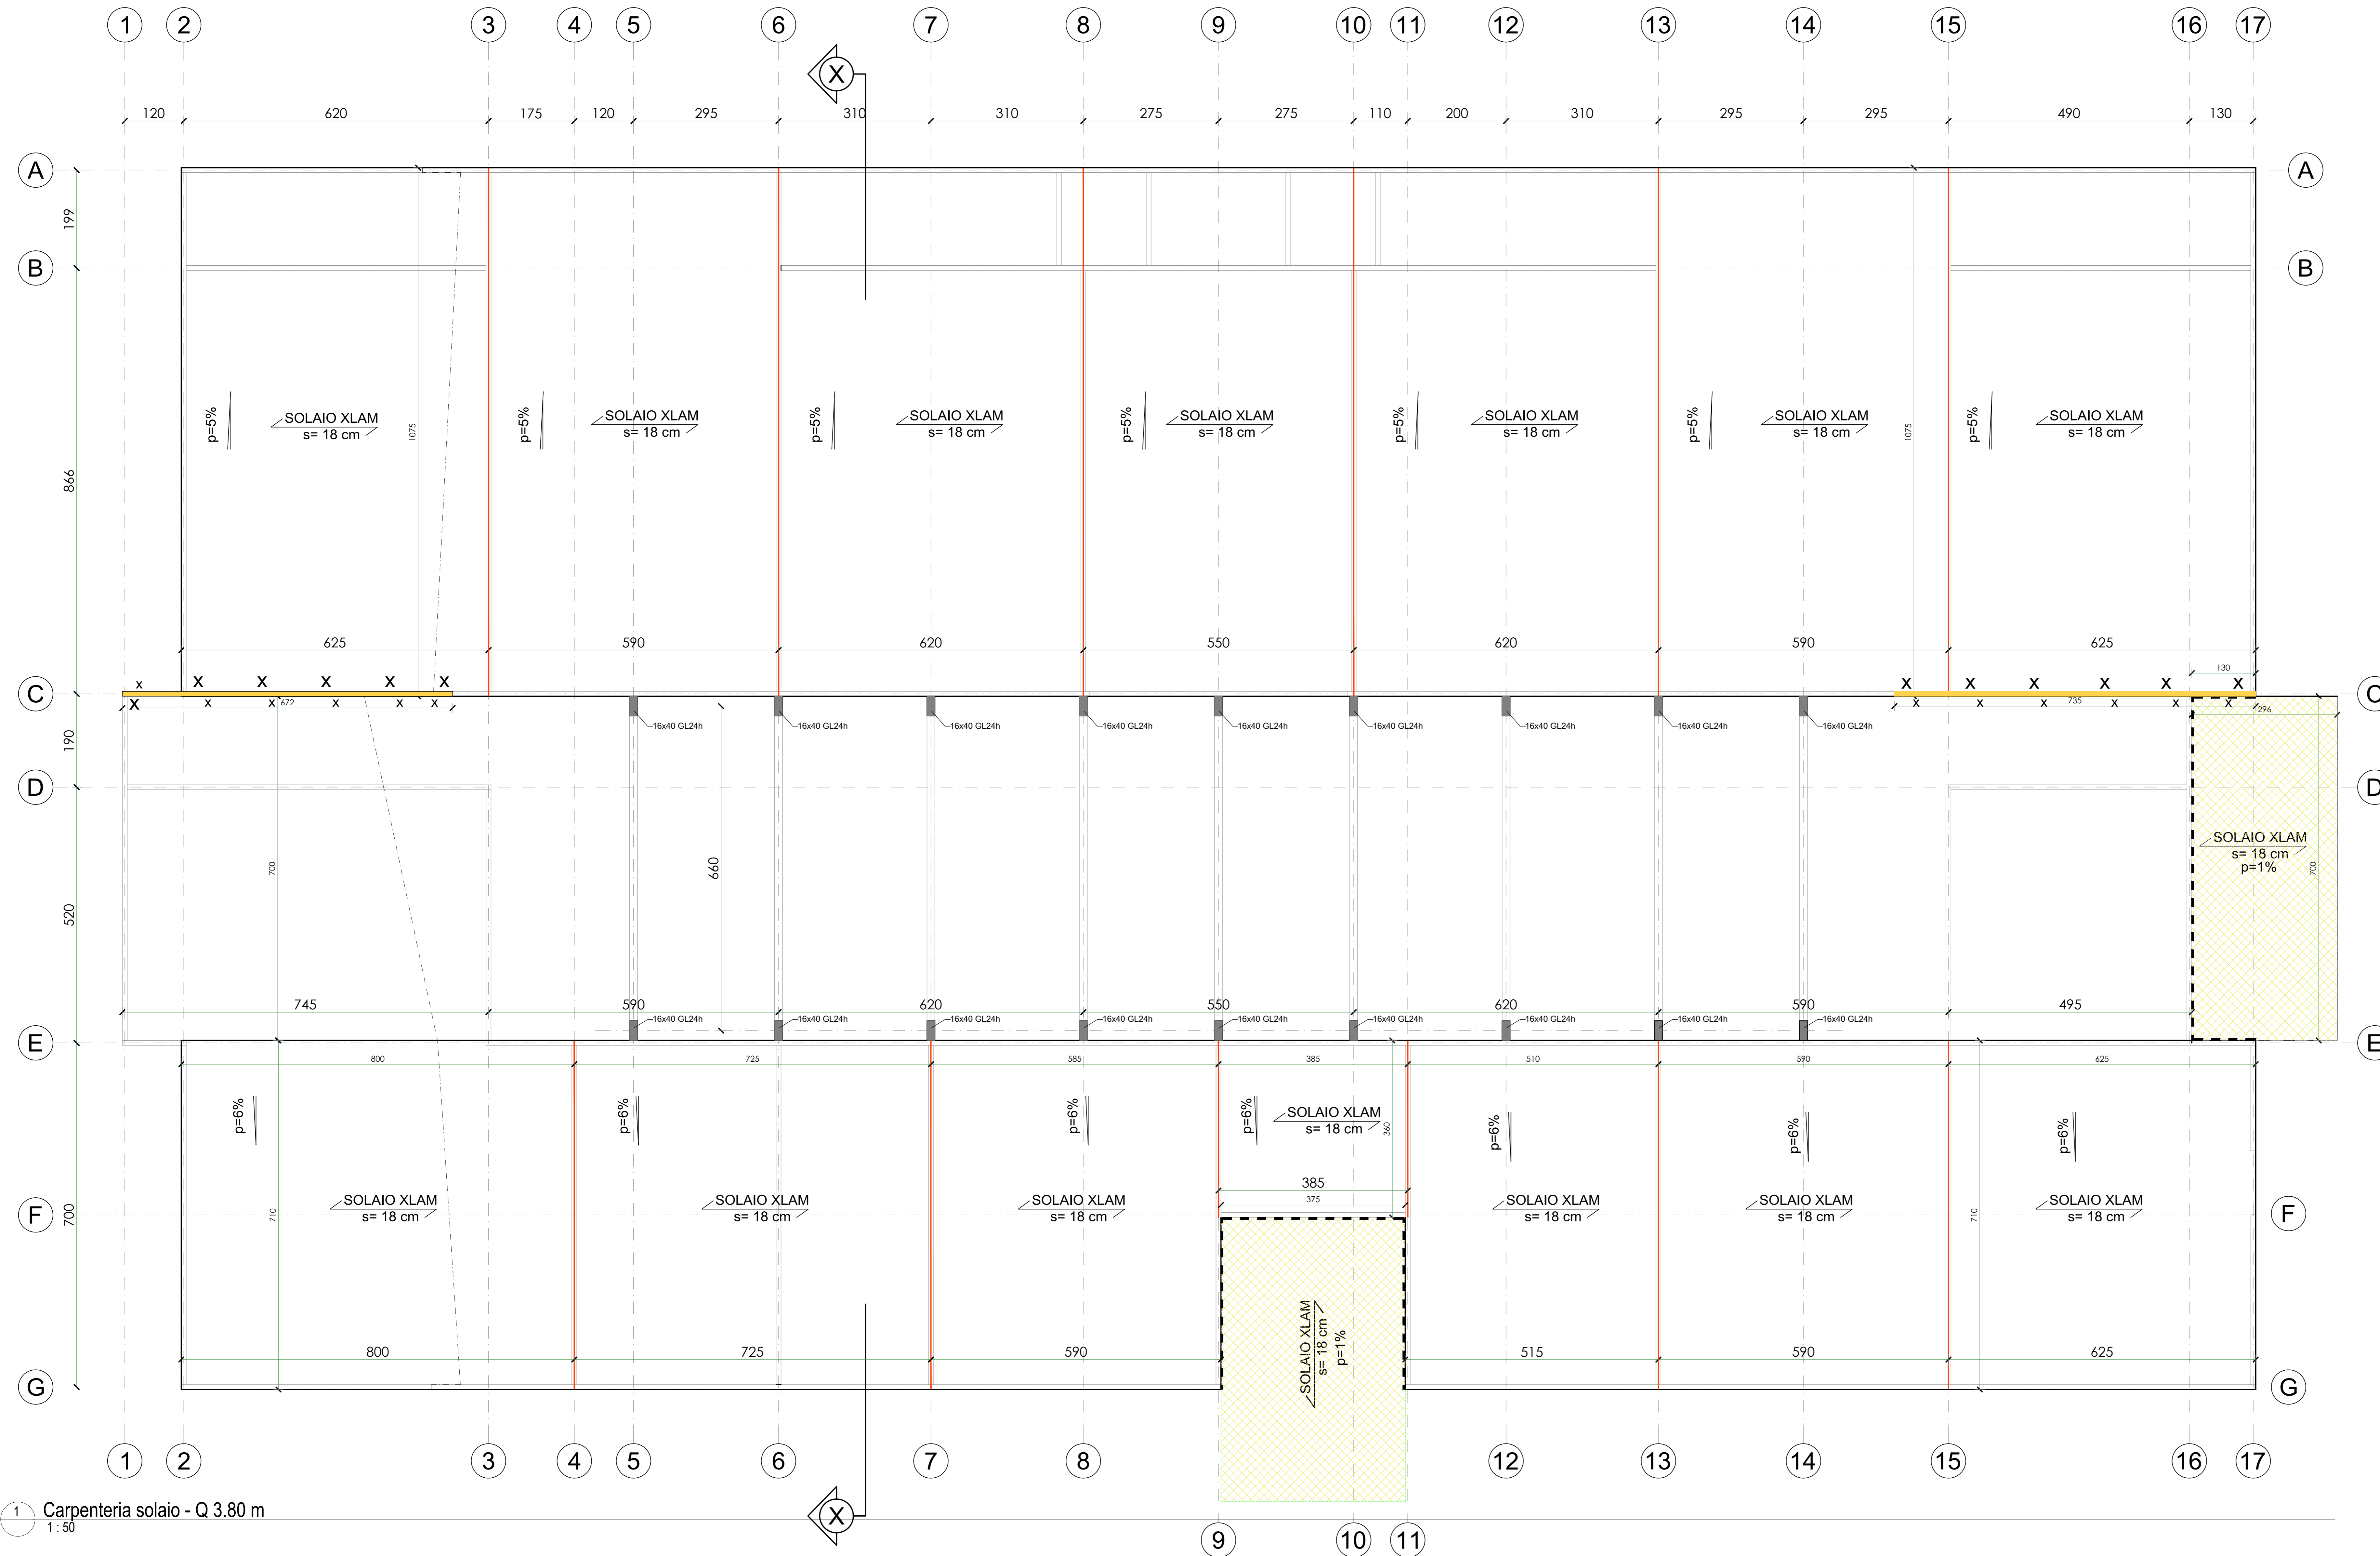 1 2 3 4 5 6 7 8 9 10 11 12 13 14 15 16 17
X
120 620 175 120 295 310 310 275 275 110 200 310 295 295 490 130
A A
199
B B
p=5% SOLAIO XLAM p=5% SOLAIO XLAM p=5% SOLAIO XLAM p=5% SOLAIO XLAM p=5% SOLAIO XLAM p=5% SOLAIO XLAM p=5% SOLAIO XLAM
s= 18 cm s= 18 cm s= 18 cm s= 18 cm s= 18 cm s= 18 cm s= 18 cm
1075 1075
866
625 590 620 550 620 590 625
130
x X X X X X X X X X X X
C C
X x x x x x x x x x x x
672 735
296
16x40 GL24h 16x40 GL24h 16x40 GL24h 16x40 GL24h 16x40 GL24h 16x40 GL24h 16x40 GL24h 16x40 GL24h 16x40 GL24h
190
D D
SOLAIO XLAM
s= 18 cm
p=1%
700 660 700
520
745 590 620 550 620 590 495
16x40 GL24h 16x40 GL24h 16x40 GL24h 16x40 GL24h 16x40 GL24h 16x40 GL24h 16x40 GL24h 16x40 GL24h 16x40 GL24h
E E
800 725 585 385 510 590 625
p=6% p=6% p=6% p=6% SOLAIO XLAM p=6% p=6% p=6%
s= 18 cm
360
385
375
SOLAIO XLAM SOLAIO XLAM SOLAIO XLAM SOLAIO XLAM SOLAIO XLAM SOLAIO XLAM
s= 18 cm s= 18 cm s= 18 cm s= 18 cm s= 18 cm s= 18 cm
F F
700 710 710
SOLAIO XLAM
s= 18 cm
p=1%
800 725 590 515 590 625
G G
1 2 3 4 5 6 7 8 12 13 14 15 16 17
1 Carpenteria solaio - Q 3.80 m
1 : 50
X
9 10 11